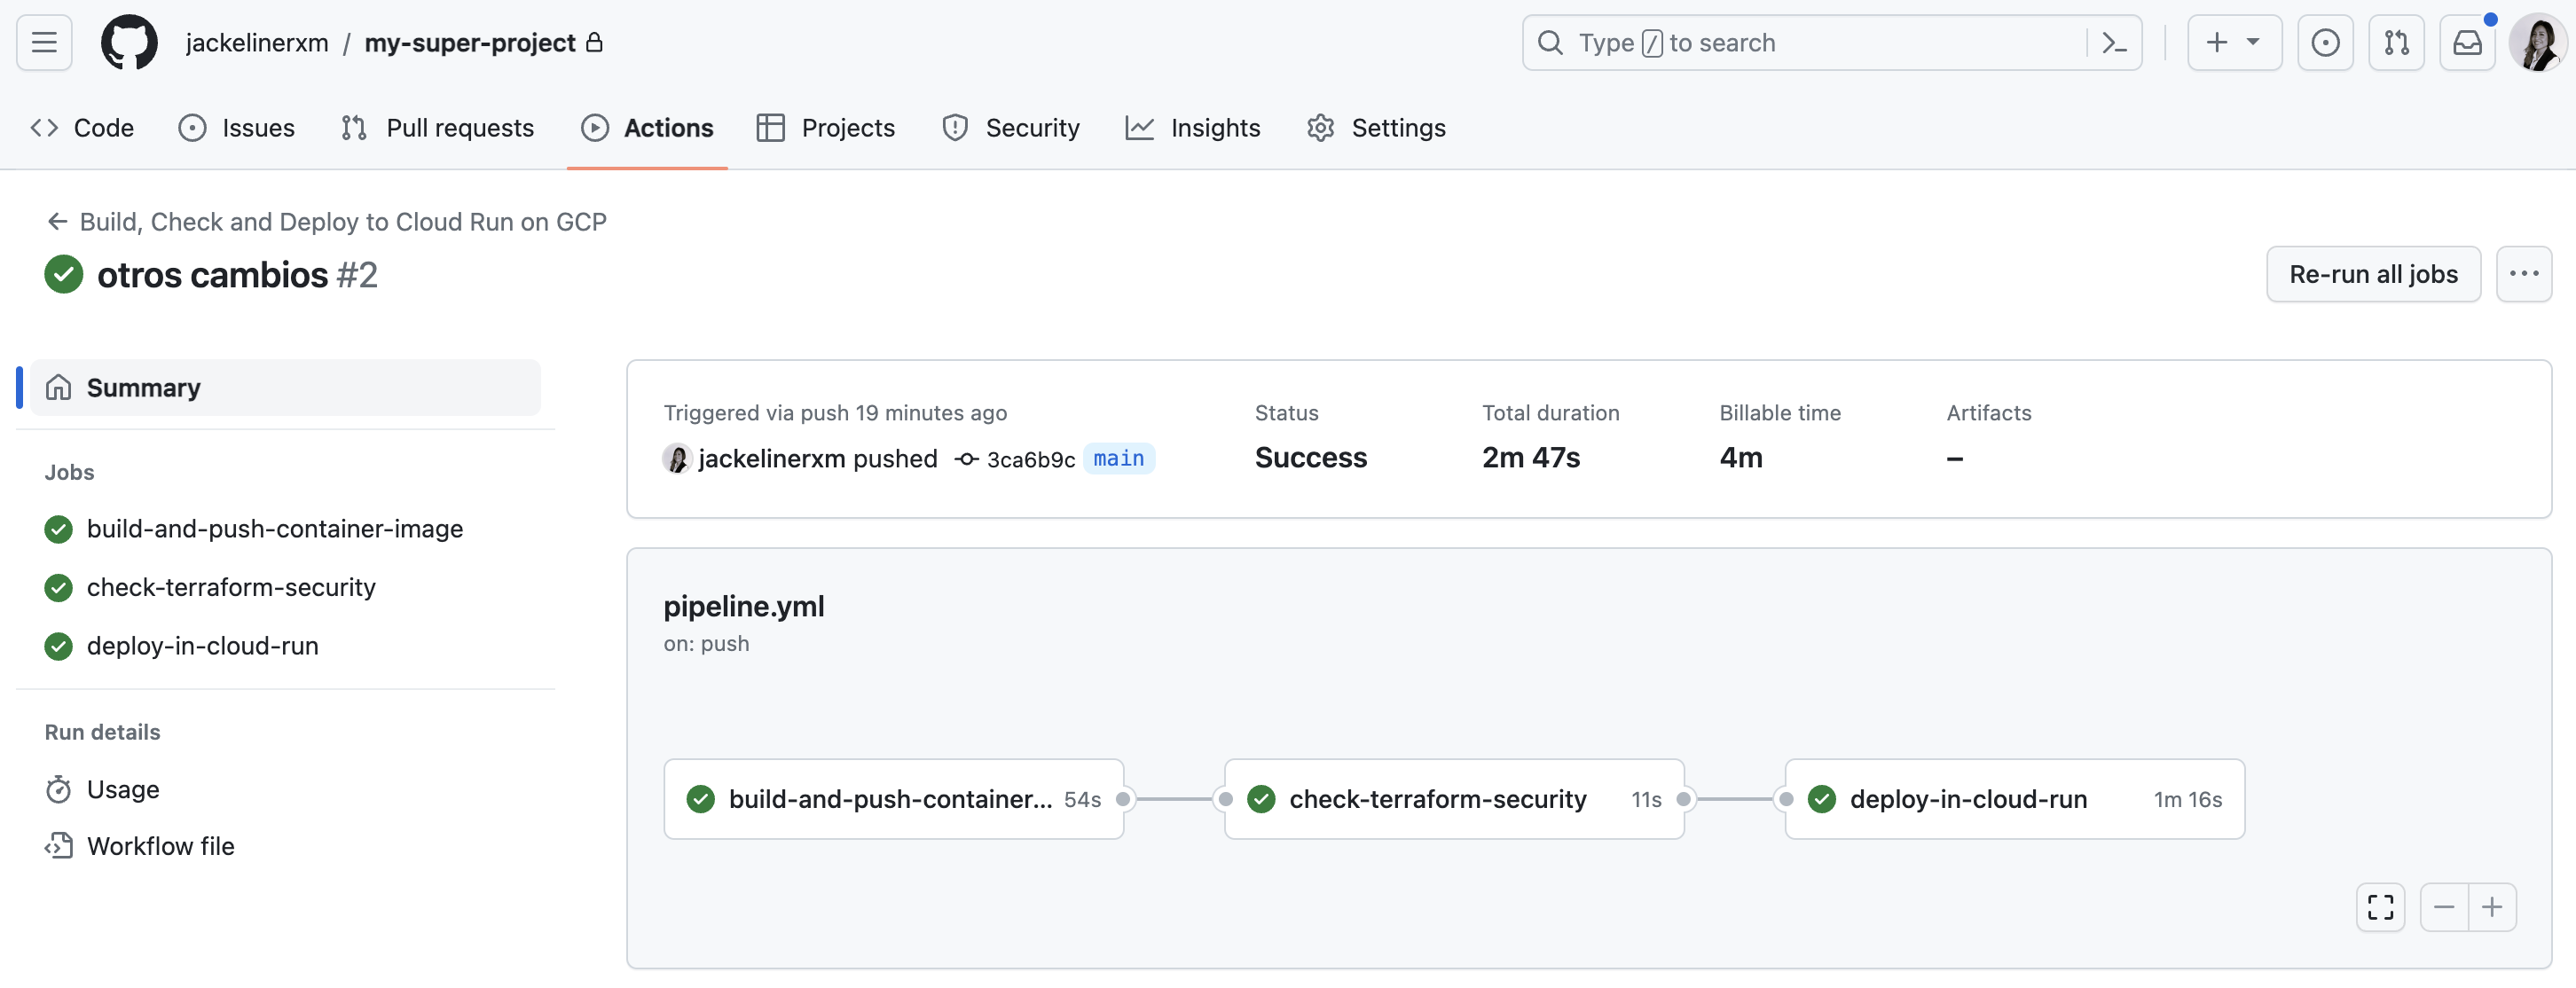 jackelinerxm / my-super-project
Type / to search
Code Issues Pull requests Actions Projects Security Insights Settings
Build, Check and Deploy to Cloud Run on GCP
otros cambios #2
Re-run all jobs
Summary
Jobs
build-and-push-container-image
check-terraform-security
deploy-in-cloud-run
Run details
Usage
Workflow file
Triggered via push 19 minutes ago
jackelinerxm pushed 3ca6b9c main
Status
Success
Total duration
2m 47s
Billable time
4m
Artifacts
–
pipeline.yml
on: push
build-and-push-container... 54s
check-terraform-security 11s
deploy-in-cloud-run 1m 16s